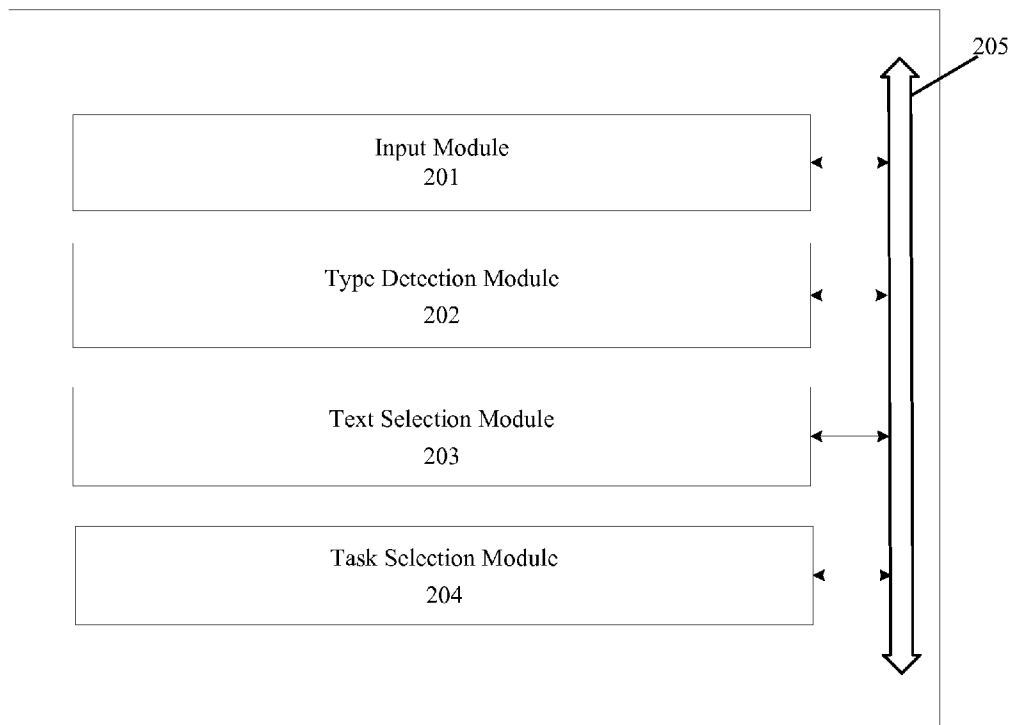 205
Input Module
201
Type Detection Module
202
Text Selection Module
203
Task Selection Module
204